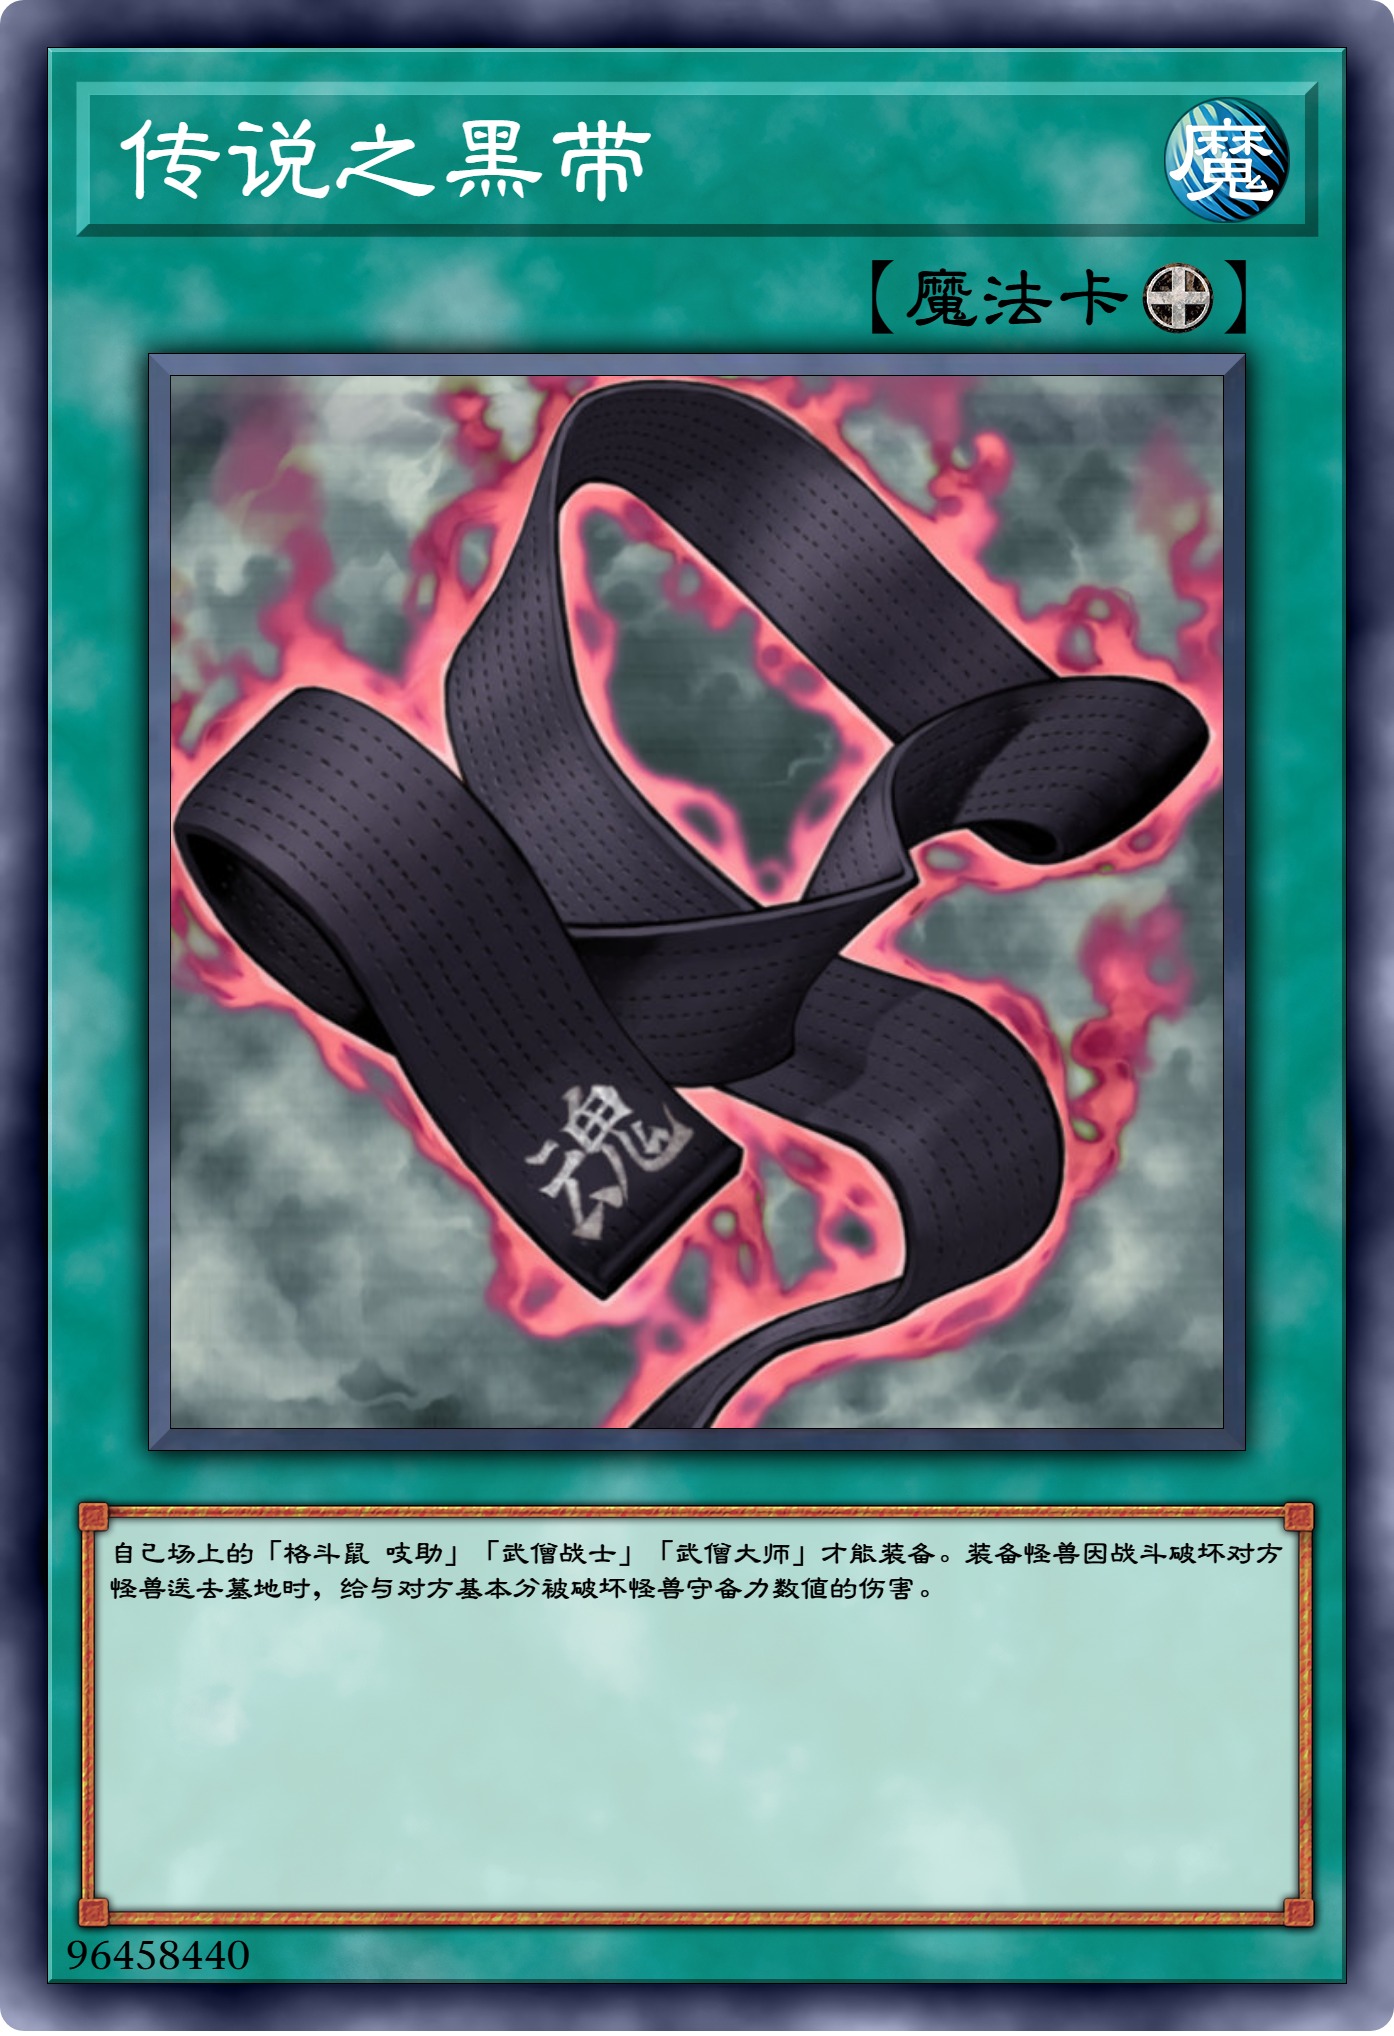 传说之黑带
魔
【魔法卡】
魂
自己场上的「格斗鼠 吱助」「武僧战士」「武僧大师」才能装备。装备怪兽因战斗破坏对方
怪兽送去墓地时，给与对方基本分被破坏怪兽守备力数值的伤害。
96458440